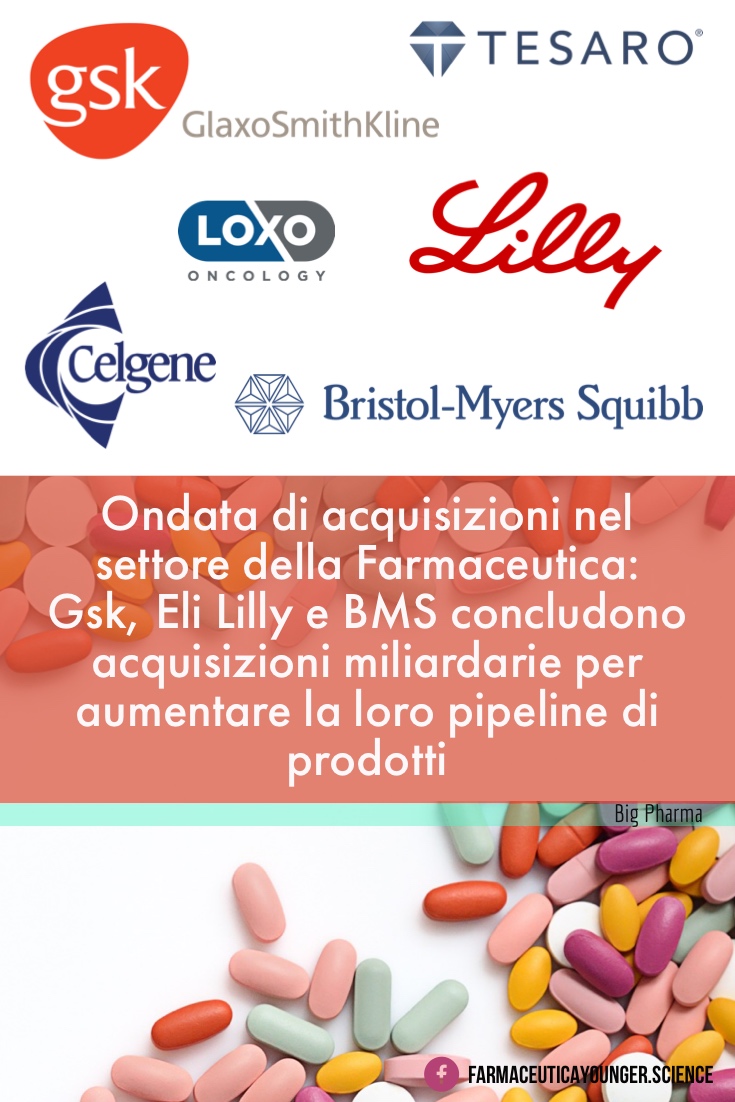 gsk
GlaxoSmithKline
TESARO®
LOXO
ONCOLOGY
Lilly
Celgene
Bristol-Myers Squibb
Ondata di acquisizioni nel
settore della Farmaceutica:
Gsk, Eli Lilly e BMS concludono
acquisizioni miliardarie per
aumentare la loro pipeline di
prodotti
Big Pharma
f FARMACEUTICAYOUNGER.SCIENCE